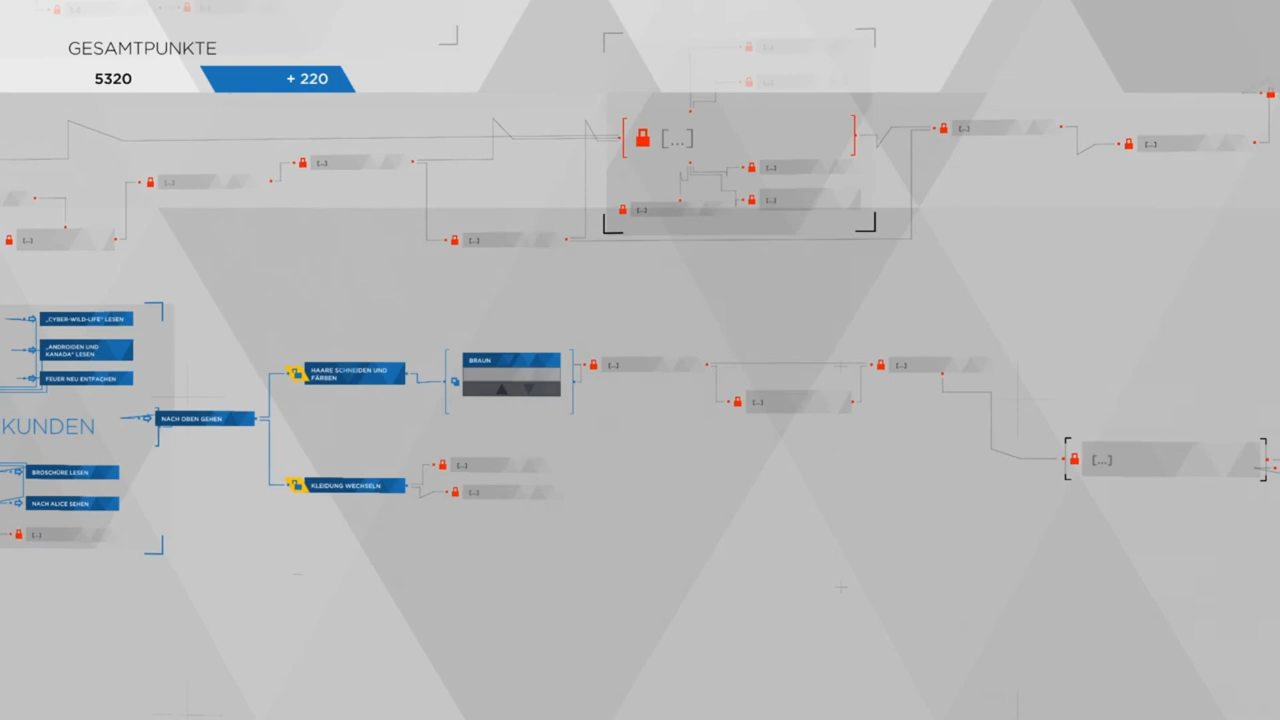 GESAMTPUNKTE
5320
+ 220
[...]
[...]
[...]
[...]
[...]
[...]
[...]
[...]
[...]
[...]
[...]
[...]
[...]
„CYBER-WILD-LIFE" LESEN
„ANDROIDEN UND
KANADA" LESEN
FEUER NEU ENTFACHEN
KUNDEN
NACH OBEN GEHEN
BROSCHÜRE LESEN
NACH ALICE SEHEN
[...]
HAARE SCHNEIDEN UND
FÄRBEN
BRAUN
KLEIDUNG WECHSELN
[...]
[...]
[...]
[...]
[...]
[...]